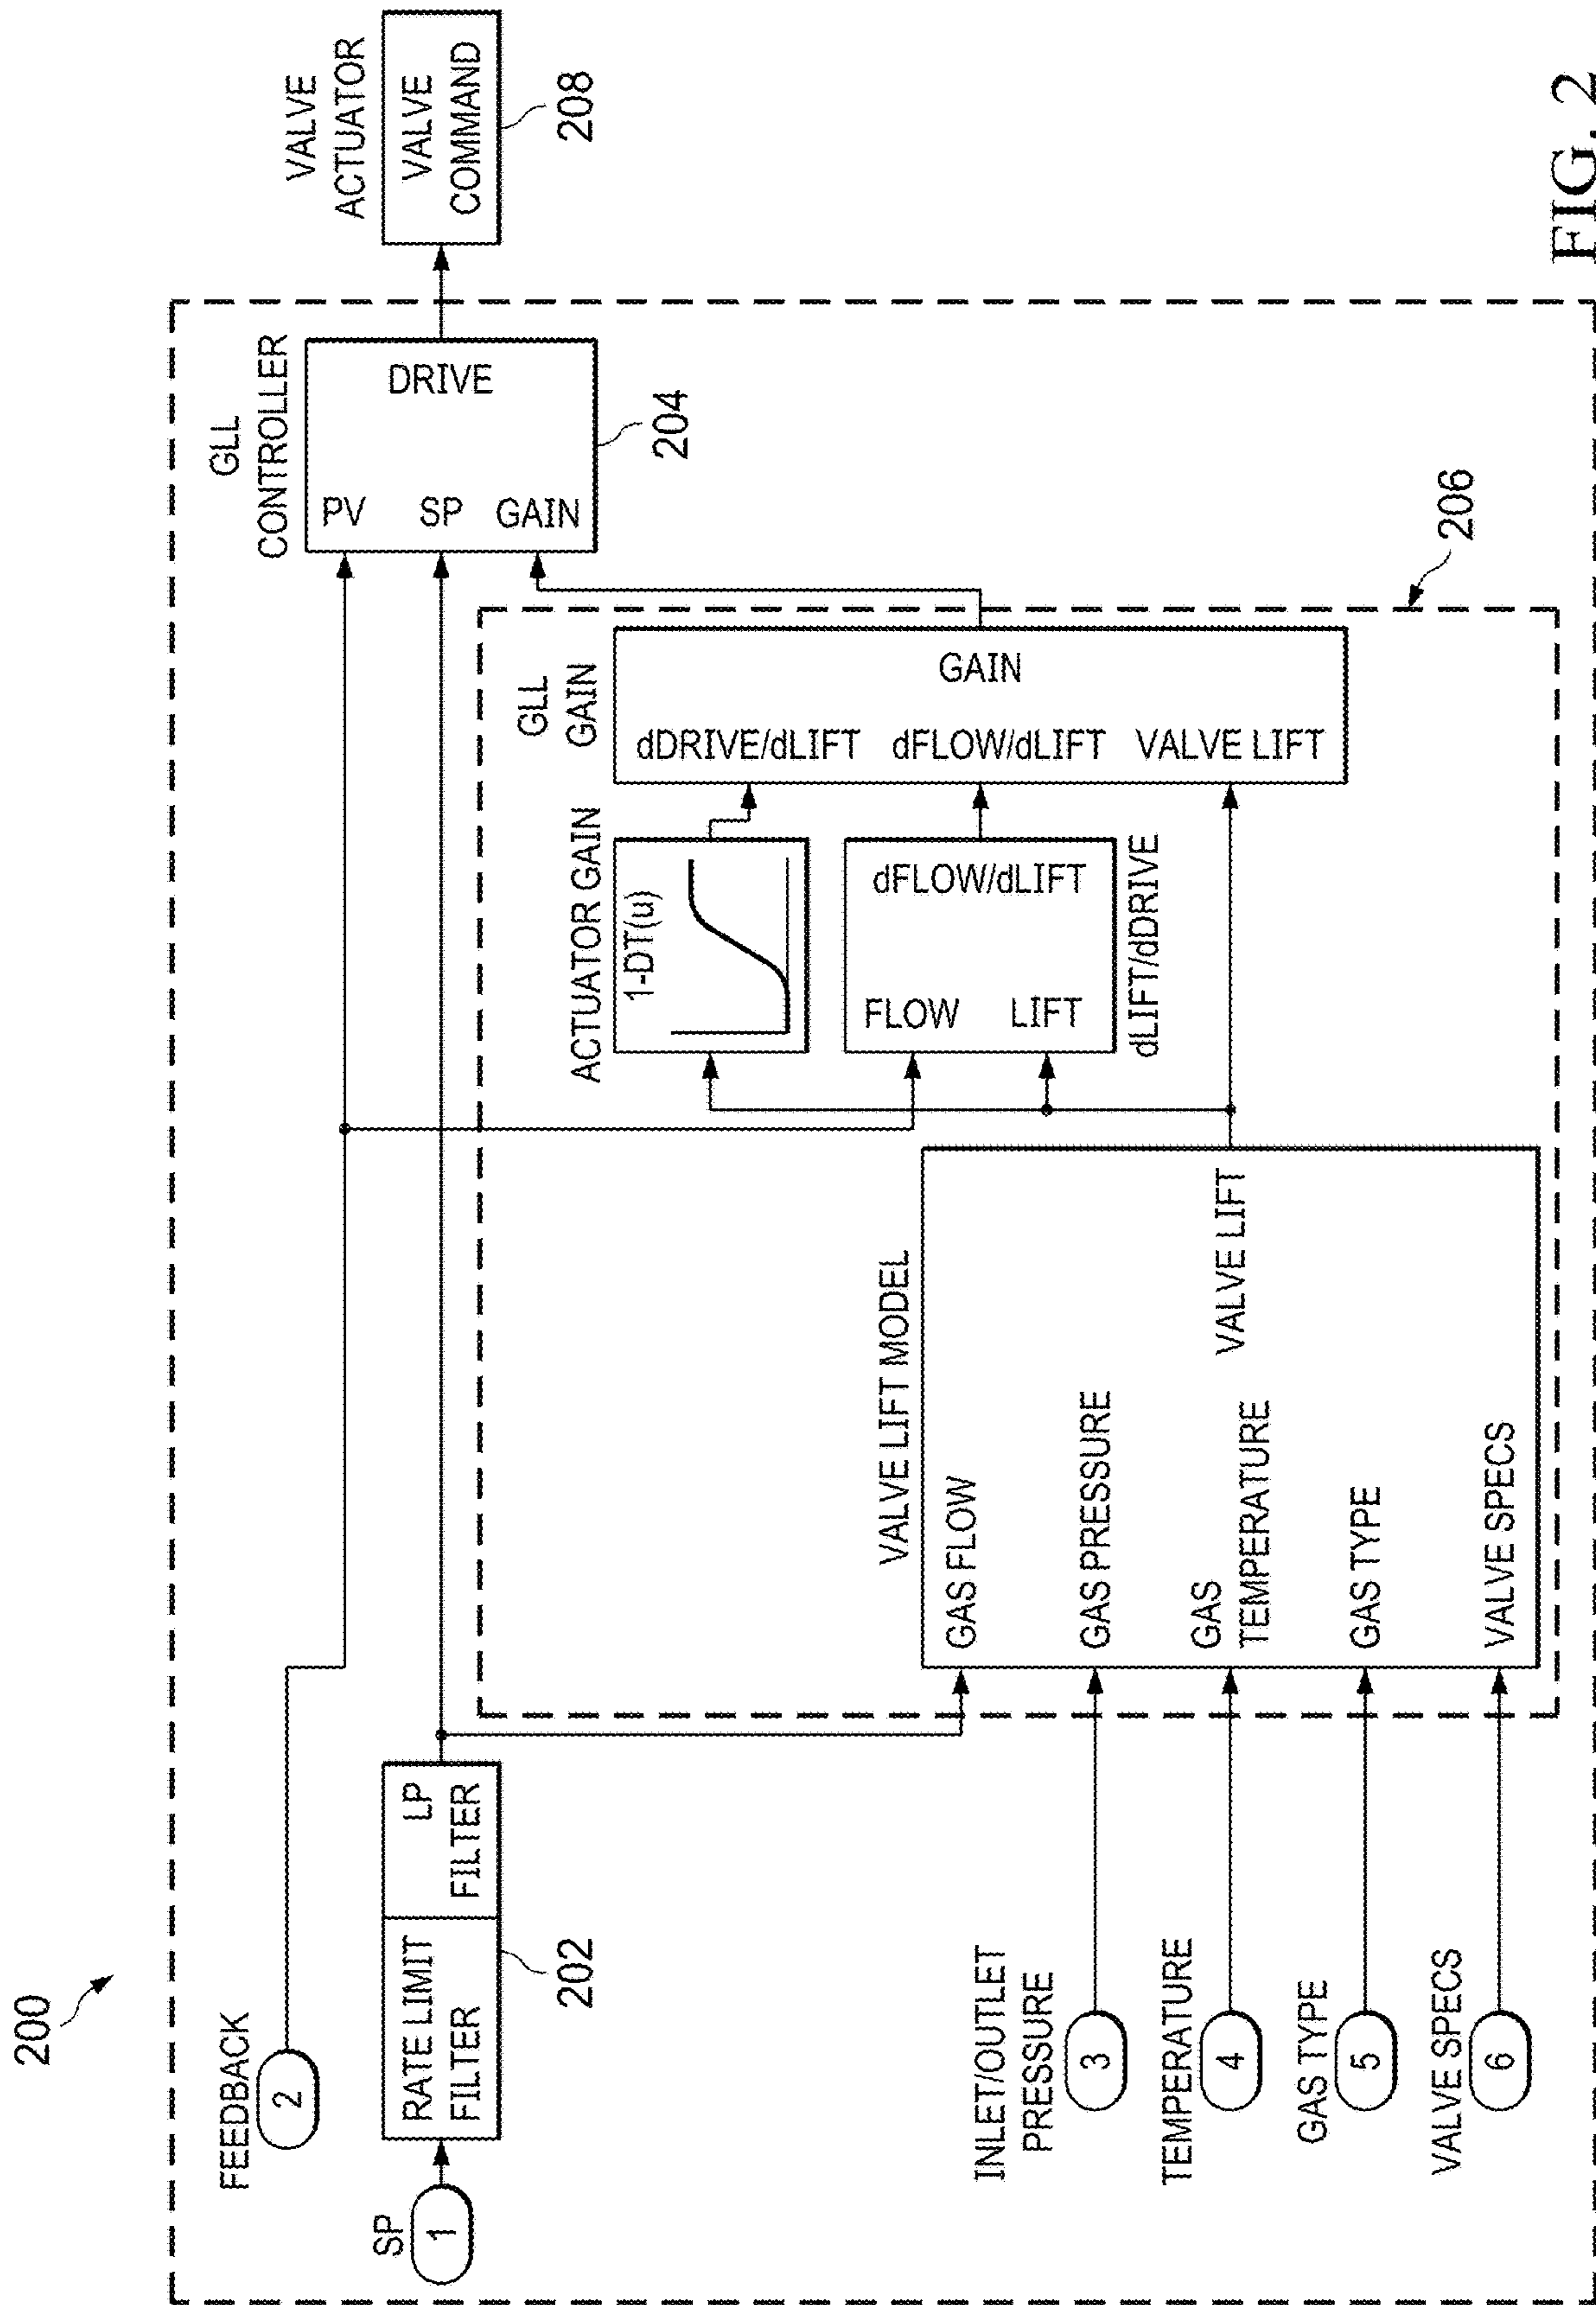 200
FEEDBACK
2
SP
1
RATE LIMIT
FILTER
LP
FILTER
202
GLL
CONTROLLER
PV
SP
GAIN
DRIVE
204
VALVE
ACTUATOR
VALVE
COMMAND
208
INLET/OUTLET
PRESSURE
3
TEMPERATURE
4
GAS TYPE
5
VALVE SPECS
6
VALVE LIFT MODEL
GAS FLOW
GAS PRESSURE
GAS
TEMPERATURE
GAS TYPE
VALVE SPECS
VALVE LIFT
ACTUATOR GAIN
1-DT(u)
FLOW
LIFT
dFLOW/dLIFT
dLIFT/dDRIVE
GLL
GAIN
dDRIVE/dLIFT
dFLOW/dLIFT
VALVE LIFT
GAIN
206
FIG. 2